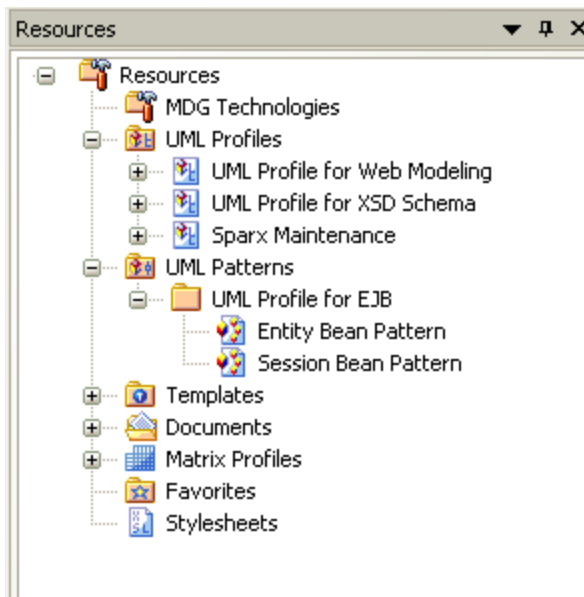 Resources
Resources
MDG Technologies
UML Profiles
UML Profile for Web Modeling
UML Profile for XSD Schema
Sparx Maintenance
UML Patterns
UML Profile for EJB
Entity Bean Pattern
Session Bean Pattern
Templates
Documents
Matrix Profiles
Favorites
Stylesheets